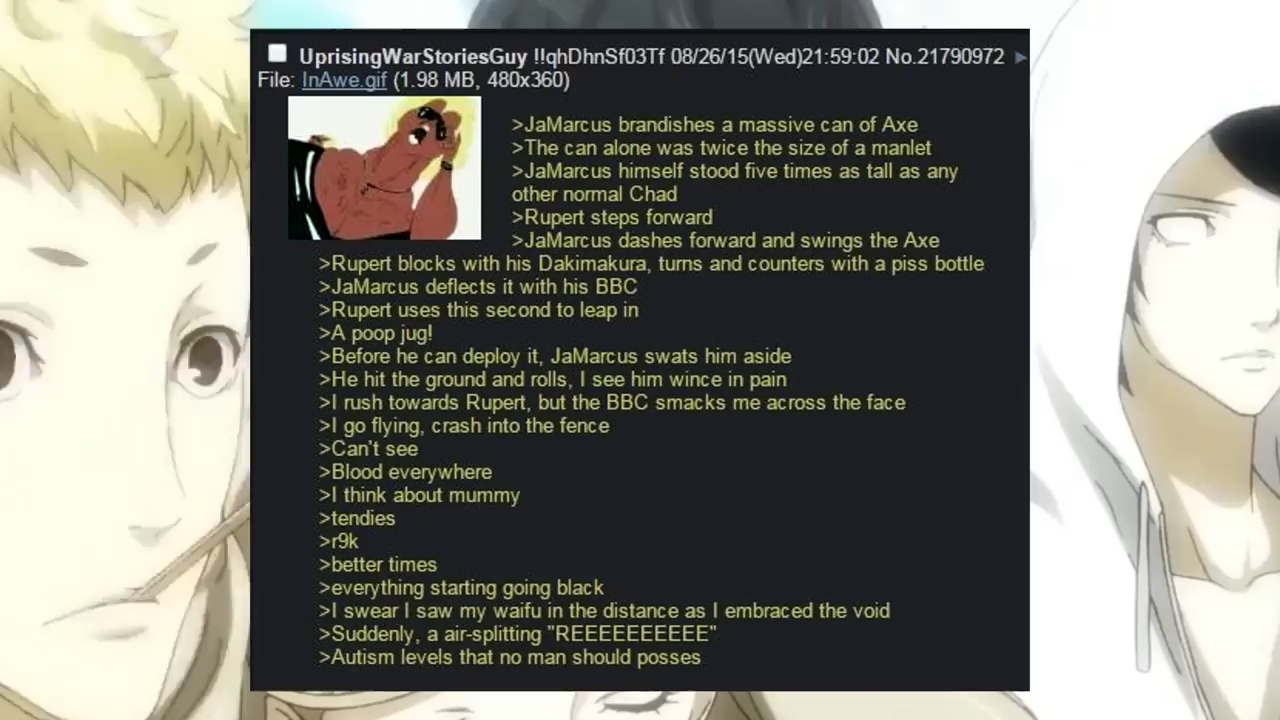 UprisingWarStoriesGuy !!qhDhnSf03Tf 08/26/15(Wed)21:59:02 No.21790972 ▶
File: InAwe.gif (1.98 MB, 480x360)
>JaMarcus brandishes a massive can of Axe
>The can alone was twice the size of a manlet
>JaMarcus himself stood five times as tall as any
other normal Chad
>Rupert steps forward
>JaMarcus dashes forward and swings the Axe
>Rupert blocks with his Dakimakura, turns and counters with a piss bottle
>JaMarcus deflects it with his BBC
>Rupert uses this second to leap in
>A poop jug!
>Before he can deploy it, JaMarcus swats him aside
>He hit the ground and rolls, I see him wince in pain
>I rush towards Rupert, but the BBC smacks me across the face
>I go flying, crash into the fence
>Can't see
>Blood everywhere
>I think about mummy
>tendies
>r9k
>better times
>everything starting going black
>I swear I saw my waifu in the distance as I embraced the void
>Suddenly, a air-splitting "REEEEEEEEEE"
>Autism levels that no man should posses